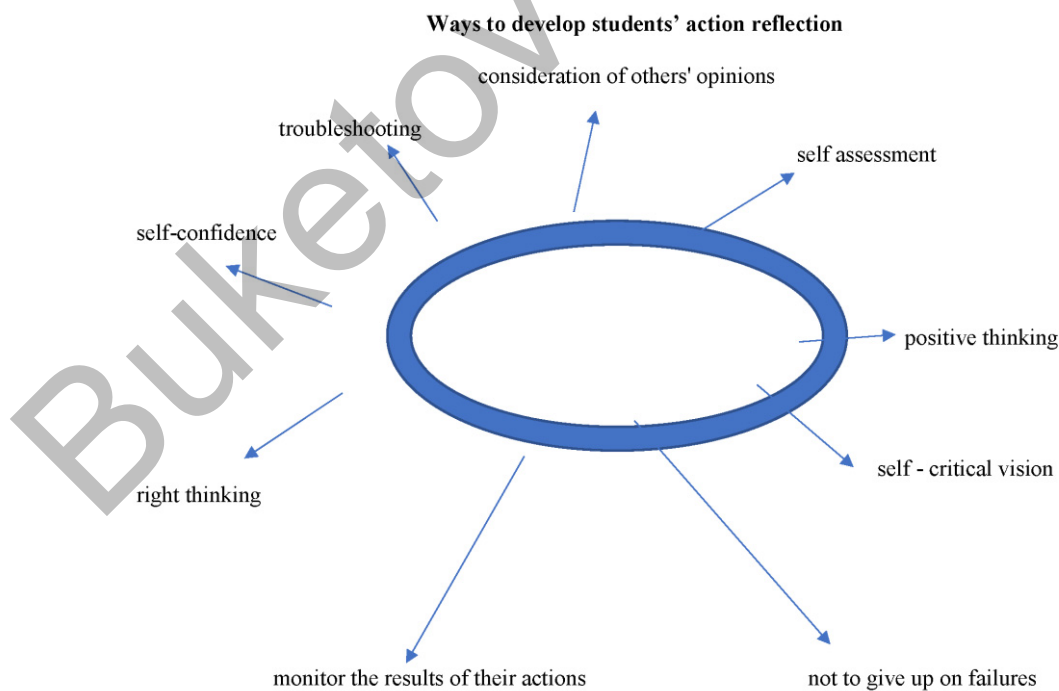 Ways to develop students’ action reflection
consideration of others' opinions
troubleshooting
self assessment
self-confidence
positive thinking
self - critical vision
right thinking
monitor the results of their actions
not to give up on failures
Buketov